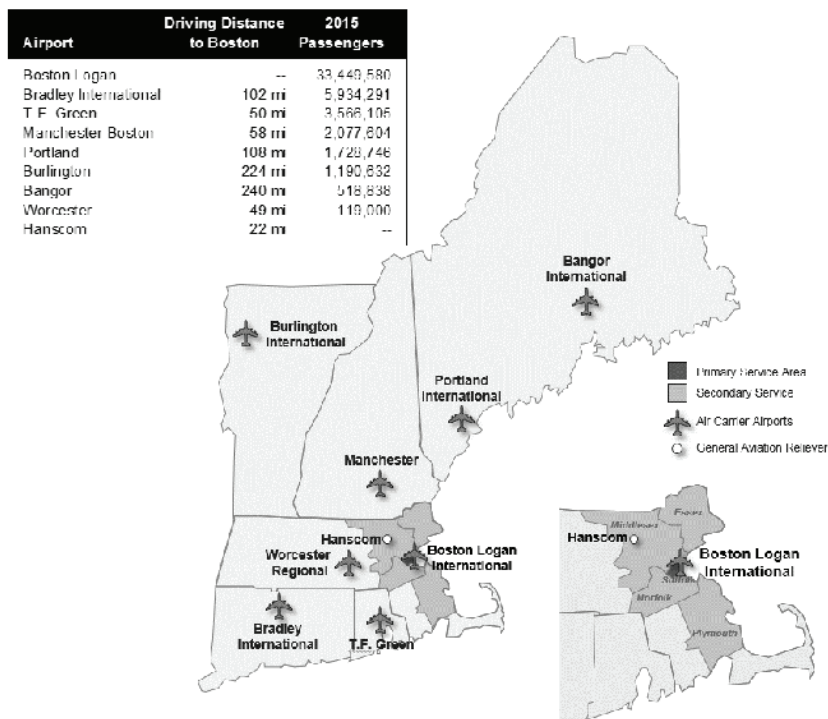 Driving Distance 2015
Airport to Boston Passengers
Boston Logan -- 33,449,580
Bradley International 102 mi 5,934,291
T.F. Green 50 mi 3,566,105
Manchester Boston 58 mi 2,077,604
Portland 108 mi 1,728,746
Burlington 224 mi 1,190,632
Bangor 240 mi 518,838
Worcester 49 mi 119,000
Hanscom 22 mi --
Bangor
International
Burlington
International
Portland
International
Primary Service Area
Secondary Service
Air Carrier Airports
General Aviation Reliever
Manchester
Hanscom
Worcester
Regional
Boston Logan
International
Bradley
International
T.F. Green
Essex
Middlesex
Hanscom
Boston Logan
International
Suffolk
Norfolk
Plymouth